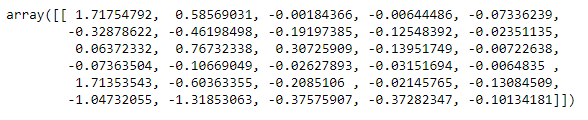 array([[ 1.71754792,  0.58569031, -0.00184366, -0.00644486, -0.07336239,
        -0.32878622, -0.46198498, -0.19197385, -0.12548392, -0.02351135,
         0.06372332,  0.76732338,  0.30725909, -0.13951749, -0.00722638,
        -0.07363504, -0.10669049, -0.02627893, -0.03151694, -0.0064835 ,
         1.71353543, -0.60363355, -0.2085106 , -0.02145765, -0.13084509,
        -1.04732055, -1.31853063, -0.37575907, -0.37282347, -0.10134181]])